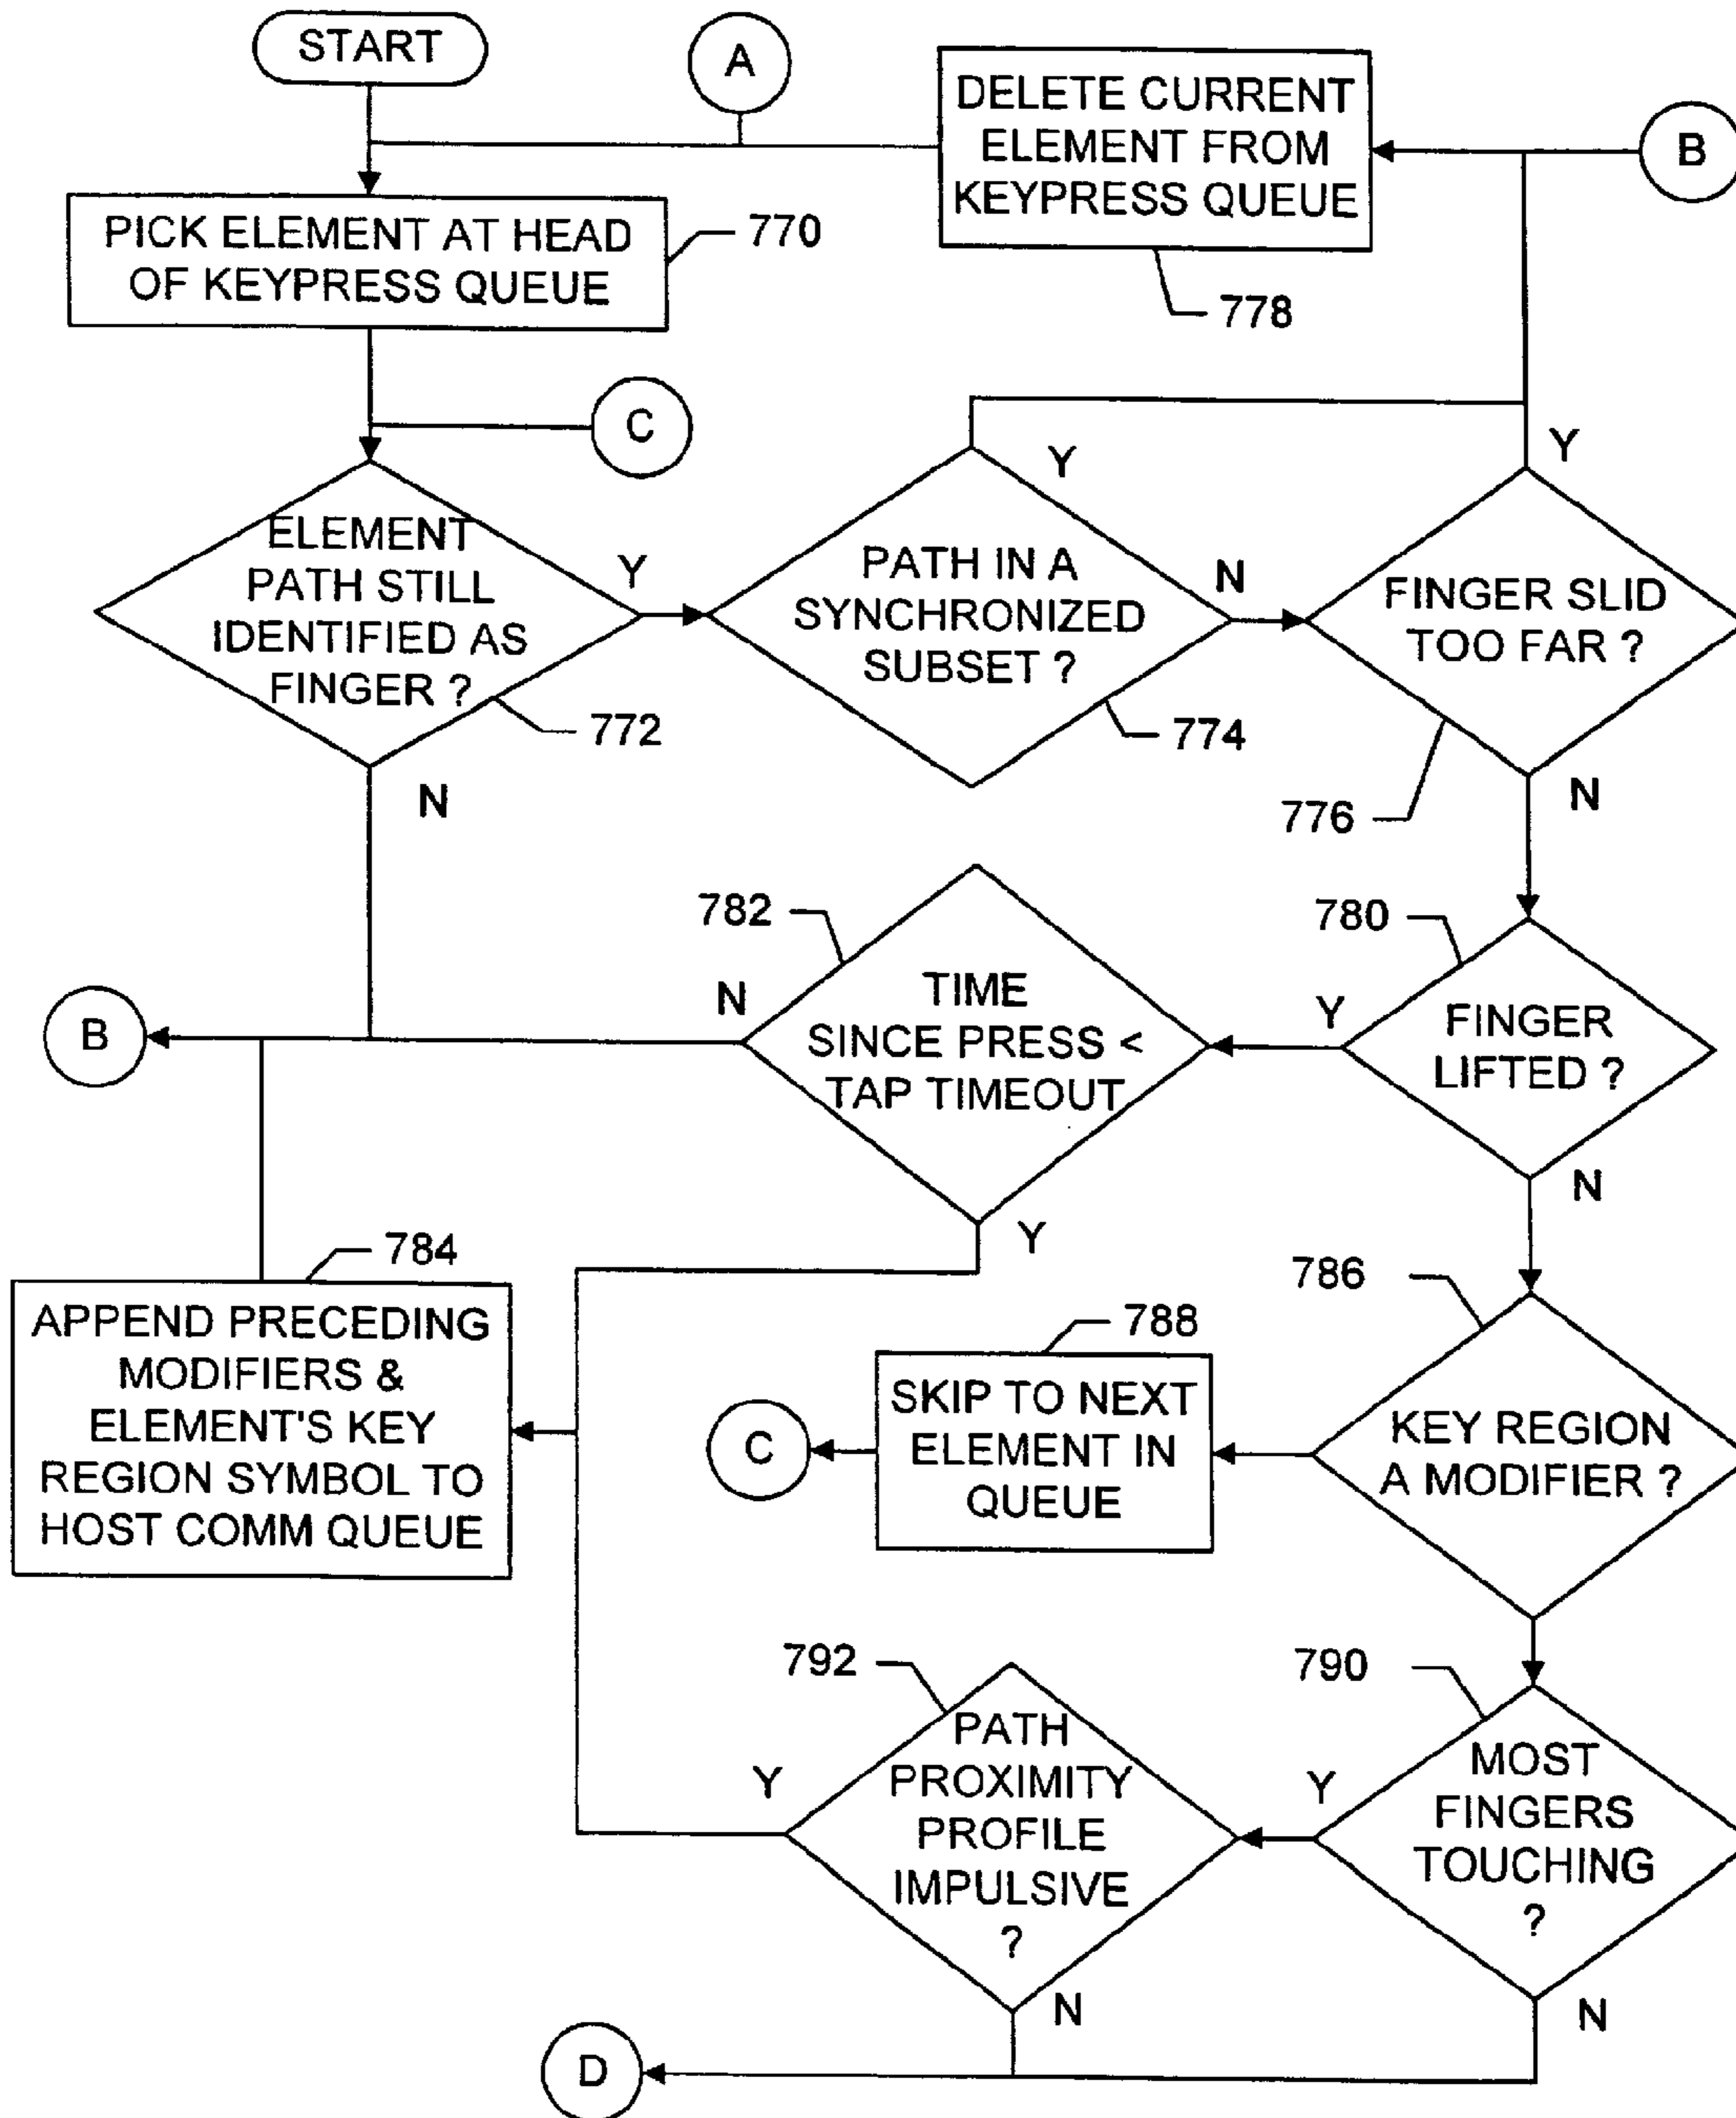 START
A
DELETE CURRENT
ELEMENT FROM
KEYPRESS QUEUE
B
PICK ELEMENT AT HEAD
OF KEYPRESS QUEUE
770
778
C
Y
Y
ELEMENT
PATH STILL
IDENTIFIED AS
FINGER ?
Y
772
N
PATH IN A
SYNCHRONIZED
SUBSET ?
N
774
FINGER SLID
TOO FAR ?
776
N
782
TIME
SINCE PRESS <
TAP TIMEOUT
N
Y
780
FINGER
LIFTED ?
Y
N
B
784
APPEND PRECEDING
MODIFIERS &
ELEMENT'S KEY
REGION SYMBOL TO
HOST COMM QUEUE
786
KEY REGION
A MODIFIER ?
788
SKIP TO NEXT
ELEMENT IN
QUEUE
C
792
PATH
PROXIMITY
PROFILE
IMPULSIVE
?
Y
N
790
MOST
FINGERS
TOUCHING
?
Y
N
D